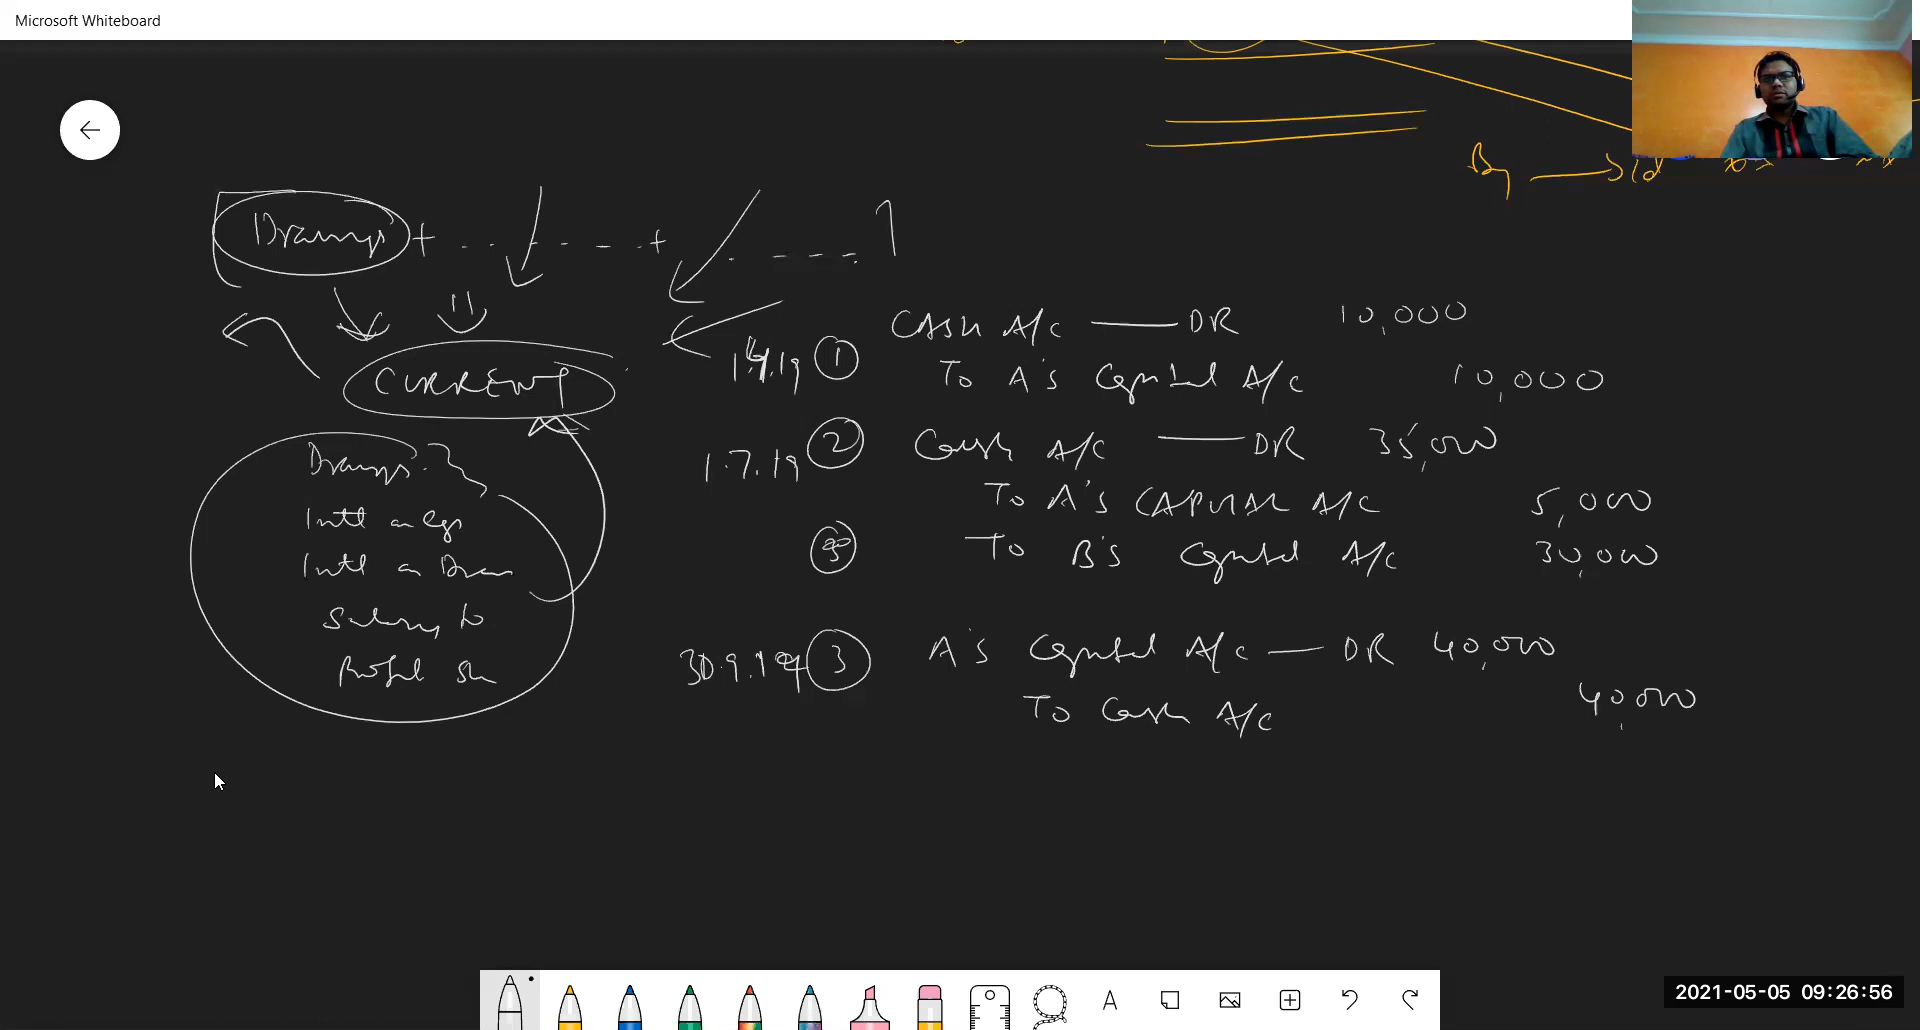 Microsoft Whiteboard
By
Drawings + - - - - - - + - - - - -
CURRENT
Drawings
Intt on Cap
Intt on Draw
Salary to
Profit Sh
1.4.19 ① CASH A/c —— DR 10,000
To A's Capital A/c 10,000
1.7.19 ② Cash A/c —— DR 35,000
To A's CAPITAL A/c 5,000
To B's Capital A/c 30,000
30.9.19 ③ A's Capital A/c — DR 40,000
To Cash A/c 40,000
2021-05-05 09:26:56